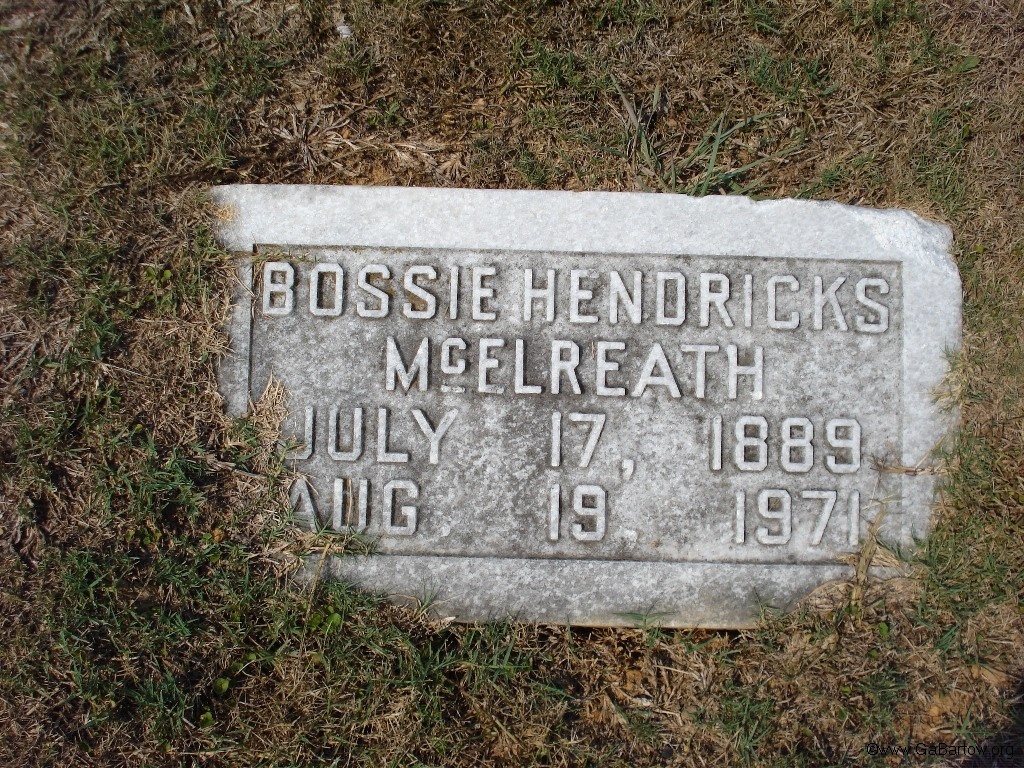 BOSSIE HENDRICKS
McELREATH
JULY 17, 1889
AUG. 19, 1971
©www.GaBartow.org